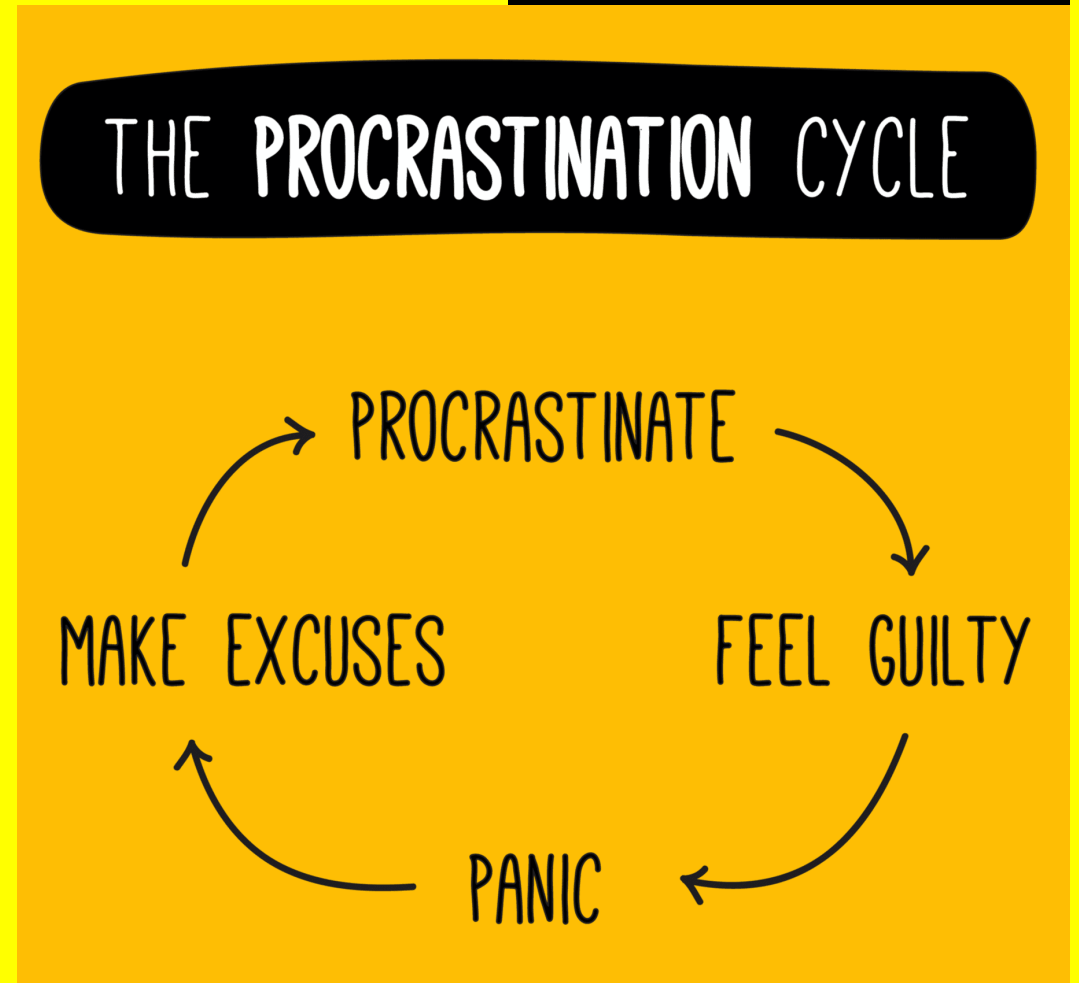 THE PROCRASTINATION CYCLE
PROCRASTINATE
MAKE EXCUSES
FEEL GUILTY
PANIC